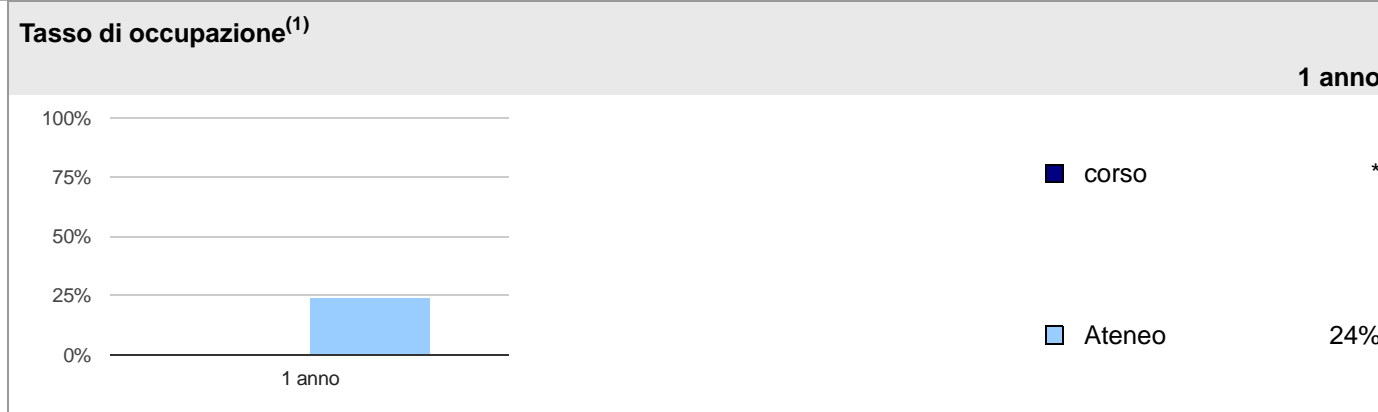 Tasso di occupazione(1)
1 anno
100%
75%
50%
25%
0%
1 anno
corso *
Ateneo 24%